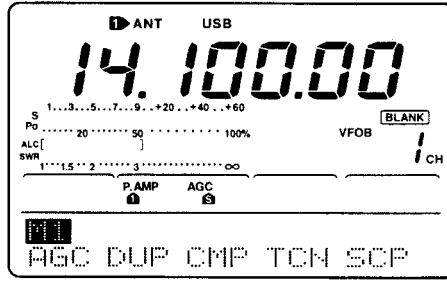 1 ANT USB
14.100.00
S 1...3...5...7...9..+20..+40..+60
BLANK
Po ...... 20 ...... 50 .......... 100%
VFOB
ALC [ ]
1 CH
SWR 1 1.5 2 3 ∞
P.AMP AGC
1 S
M1
AGC DUP CMP TCN SCP